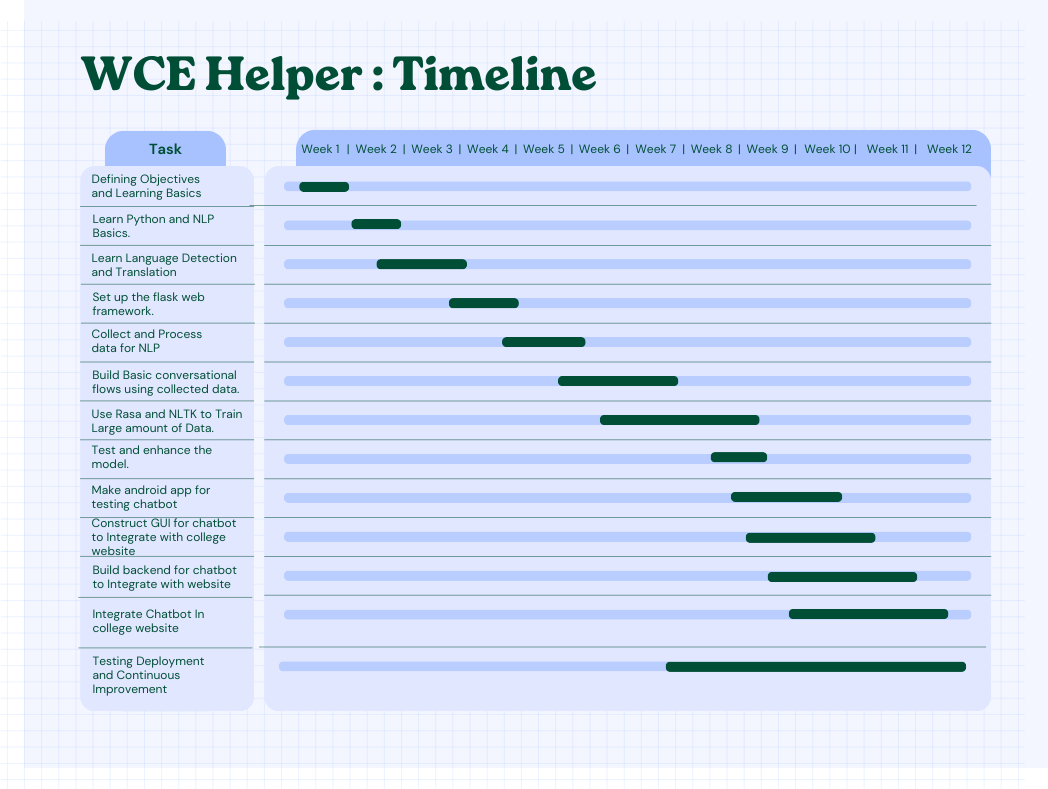 WCE Helper : Timeline
Task
Week 1 | Week 2 | Week 3 | Week 4 | Week 5 | Week 6 | Week 7 | Week 8 | Week 9 | Week 10 | Week 11 | Week 12
Defining Objectives
and Learning Basics
Learn Python and NLP
Basics.
Learn Language Detection
and Translation
Set up the flask web
framework.
Collect and Process
data for NLP
Build Basic conversational
flows using collected data.
Use Rasa and NLTK to Train
Large amount of Data.
Test and enhance the
model.
Make android app for
testing chatbot
Construct GUI for chatbot
to Integrate with college
website
Build backend for chatbot
to Integrate with website
Integrate Chatbot In
college website
Testing Deployment
and Continuous
Improvement